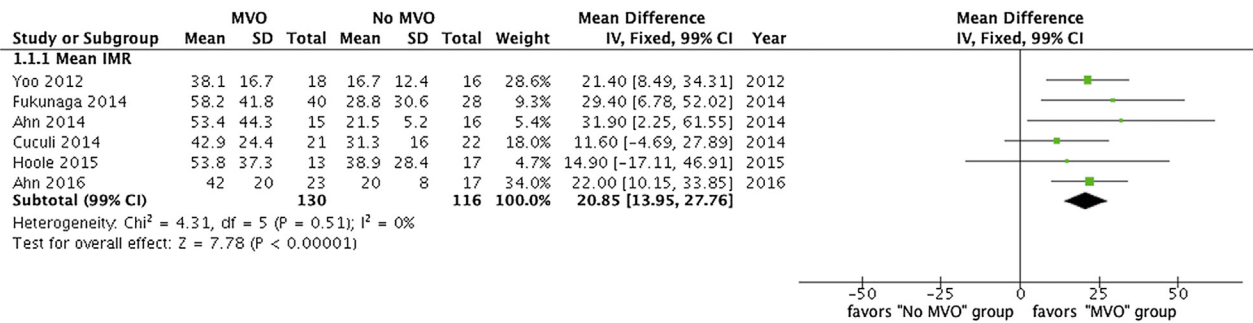 MVO No MVO Mean Difference Mean Difference
Study or Subgroup Mean SD Total Mean SD Total Weight IV, Fixed, 99% CI Year IV, Fixed, 99% CI
1.1.1 Mean IMR
Yoo 2012 38.1 16.7 18 16.7 12.4 16 28.6% 21.40 [8.49, 34.31] 2012
Fukunaga 2014 58.2 41.8 40 28.8 30.6 28 9.3% 29.40 [6.78, 52.02] 2014
Ahn 2014 53.4 44.3 15 21.5 5.2 16 5.4% 31.90 [2.25, 61.55] 2014
Cuculi 2014 42.9 24.4 21 31.3 16 22 18.0% 11.60 [-4.69, 27.89] 2014
Hoole 2015 53.8 37.3 13 38.9 28.4 17 4.7% 14.90 [-17.11, 46.91] 2015
Ahn 2016 42 20 23 20 8 17 34.0% 22.00 [10.15, 33.85] 2016
Subtotal (99% CI) 130 116 100.0% 20.85 [13.95, 27.76]
Heterogeneity: Chi² = 4.31, df = 5 (P = 0.51); I² = 0%
Test for overall effect: Z = 7.78 (P < 0.00001)
-50 -25 0 25 50
favors "No MVO" group favors "MVO" group